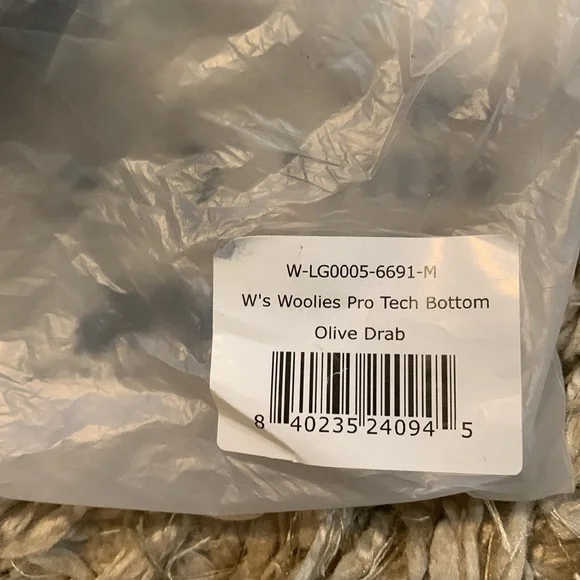 W-LG0005-6691-M
W's Woolies Pro Tech Bottom
Olive Drab
8 40235 24094 5